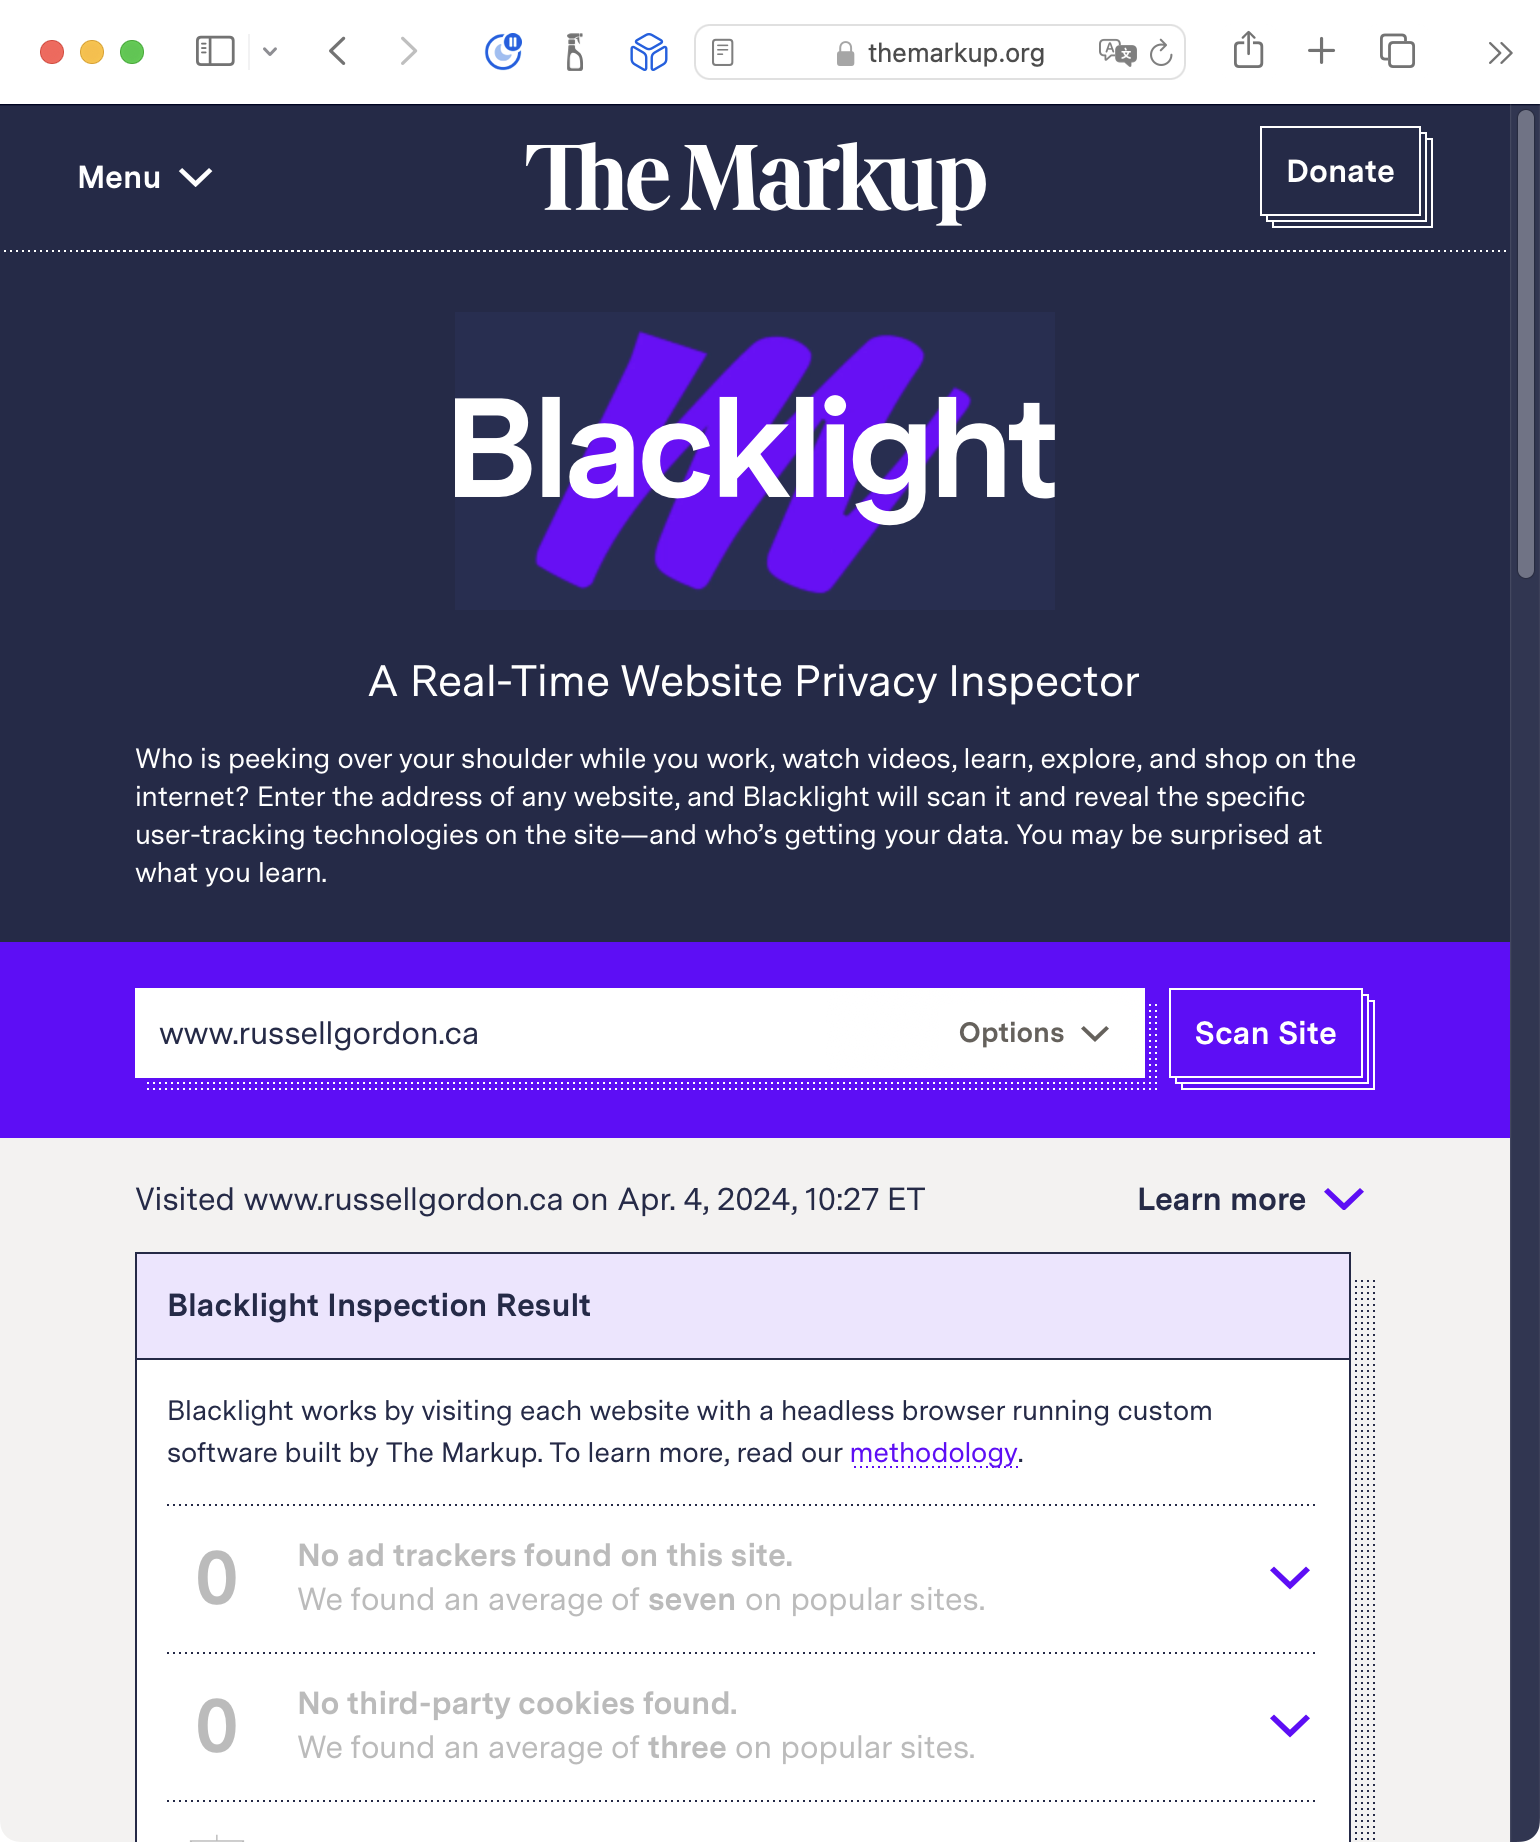 themarkup.org
Menu
The Markup
Donate
Blacklight
A Real-Time Website Privacy Inspector
Who is peeking over your shoulder while you work, watch videos, learn, explore, and shop on the
internet? Enter the address of any website, and Blacklight will scan it and reveal the specific
user-tracking technologies on the site—and who’s getting your data. You may be surprised at
what you learn.
www.russellgordon.ca
Options
Scan Site
Visited www.russellgordon.ca on Apr. 4, 2024, 10:27 ET
Learn more
Blacklight Inspection Result
Blacklight works by visiting each website with a headless browser running custom
software built by The Markup. To learn more, read our methodology.
0
No ad trackers found on this site.
We found an average of seven on popular sites.
0
No third-party cookies found.
We found an average of three on popular sites.